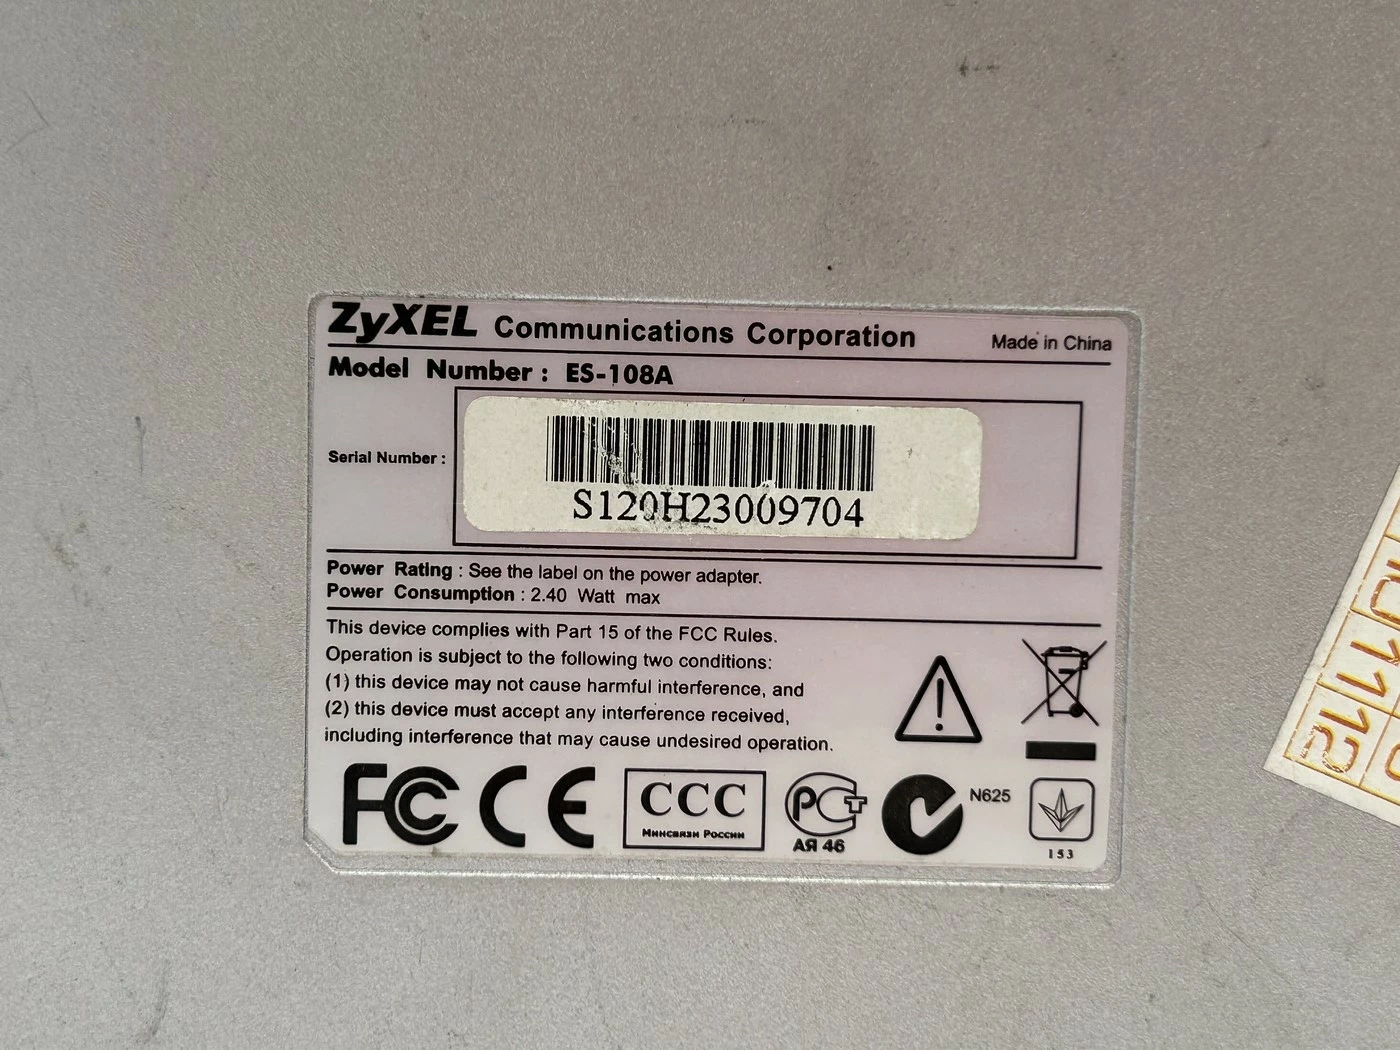 ZyXEL Communications Corporation Made in China
Model Number : ES-108A
Serial Number :
S120H23009704
Power Rating : See the label on the power adapter.
Power Consumption : 2.40 Watt max
This device complies with Part 15 of the FCC Rules.
Operation is subject to the following two conditions:
(1) this device may not cause harmful interference, and
(2) this device must accept any interference received,
including interference that may cause undesired operation.
FC CE CCC РСТ N625
Минсвязи России
АЯ 46
153
11 12